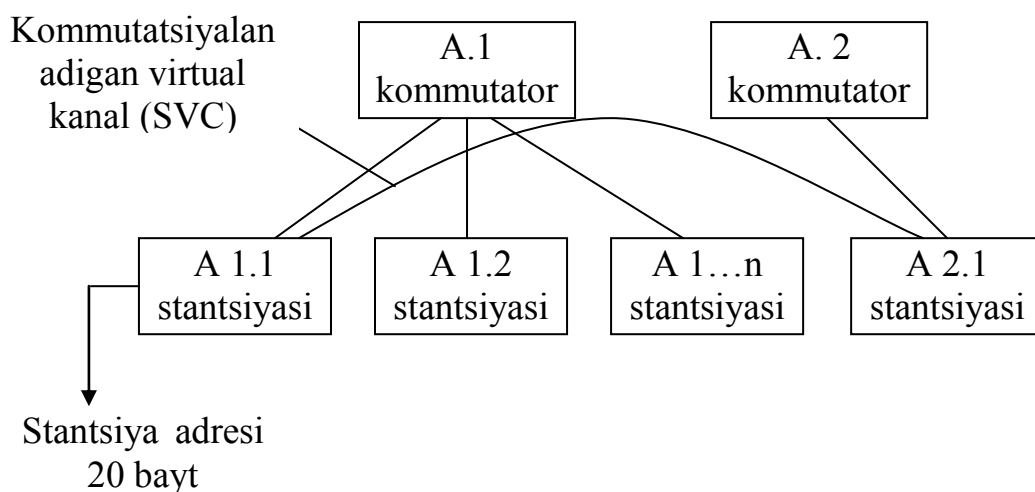 Kommutatsiyalan
adigan virtual
kanal (SVC)
A.1
kommutator
A. 2
kommutator
A 1.1
stantsiyasi
A 1.2
stantsiyasi
A 1…n
stantsiyasi
A 2.1
stantsiyasi
Stantsiya adresi
20 bayt